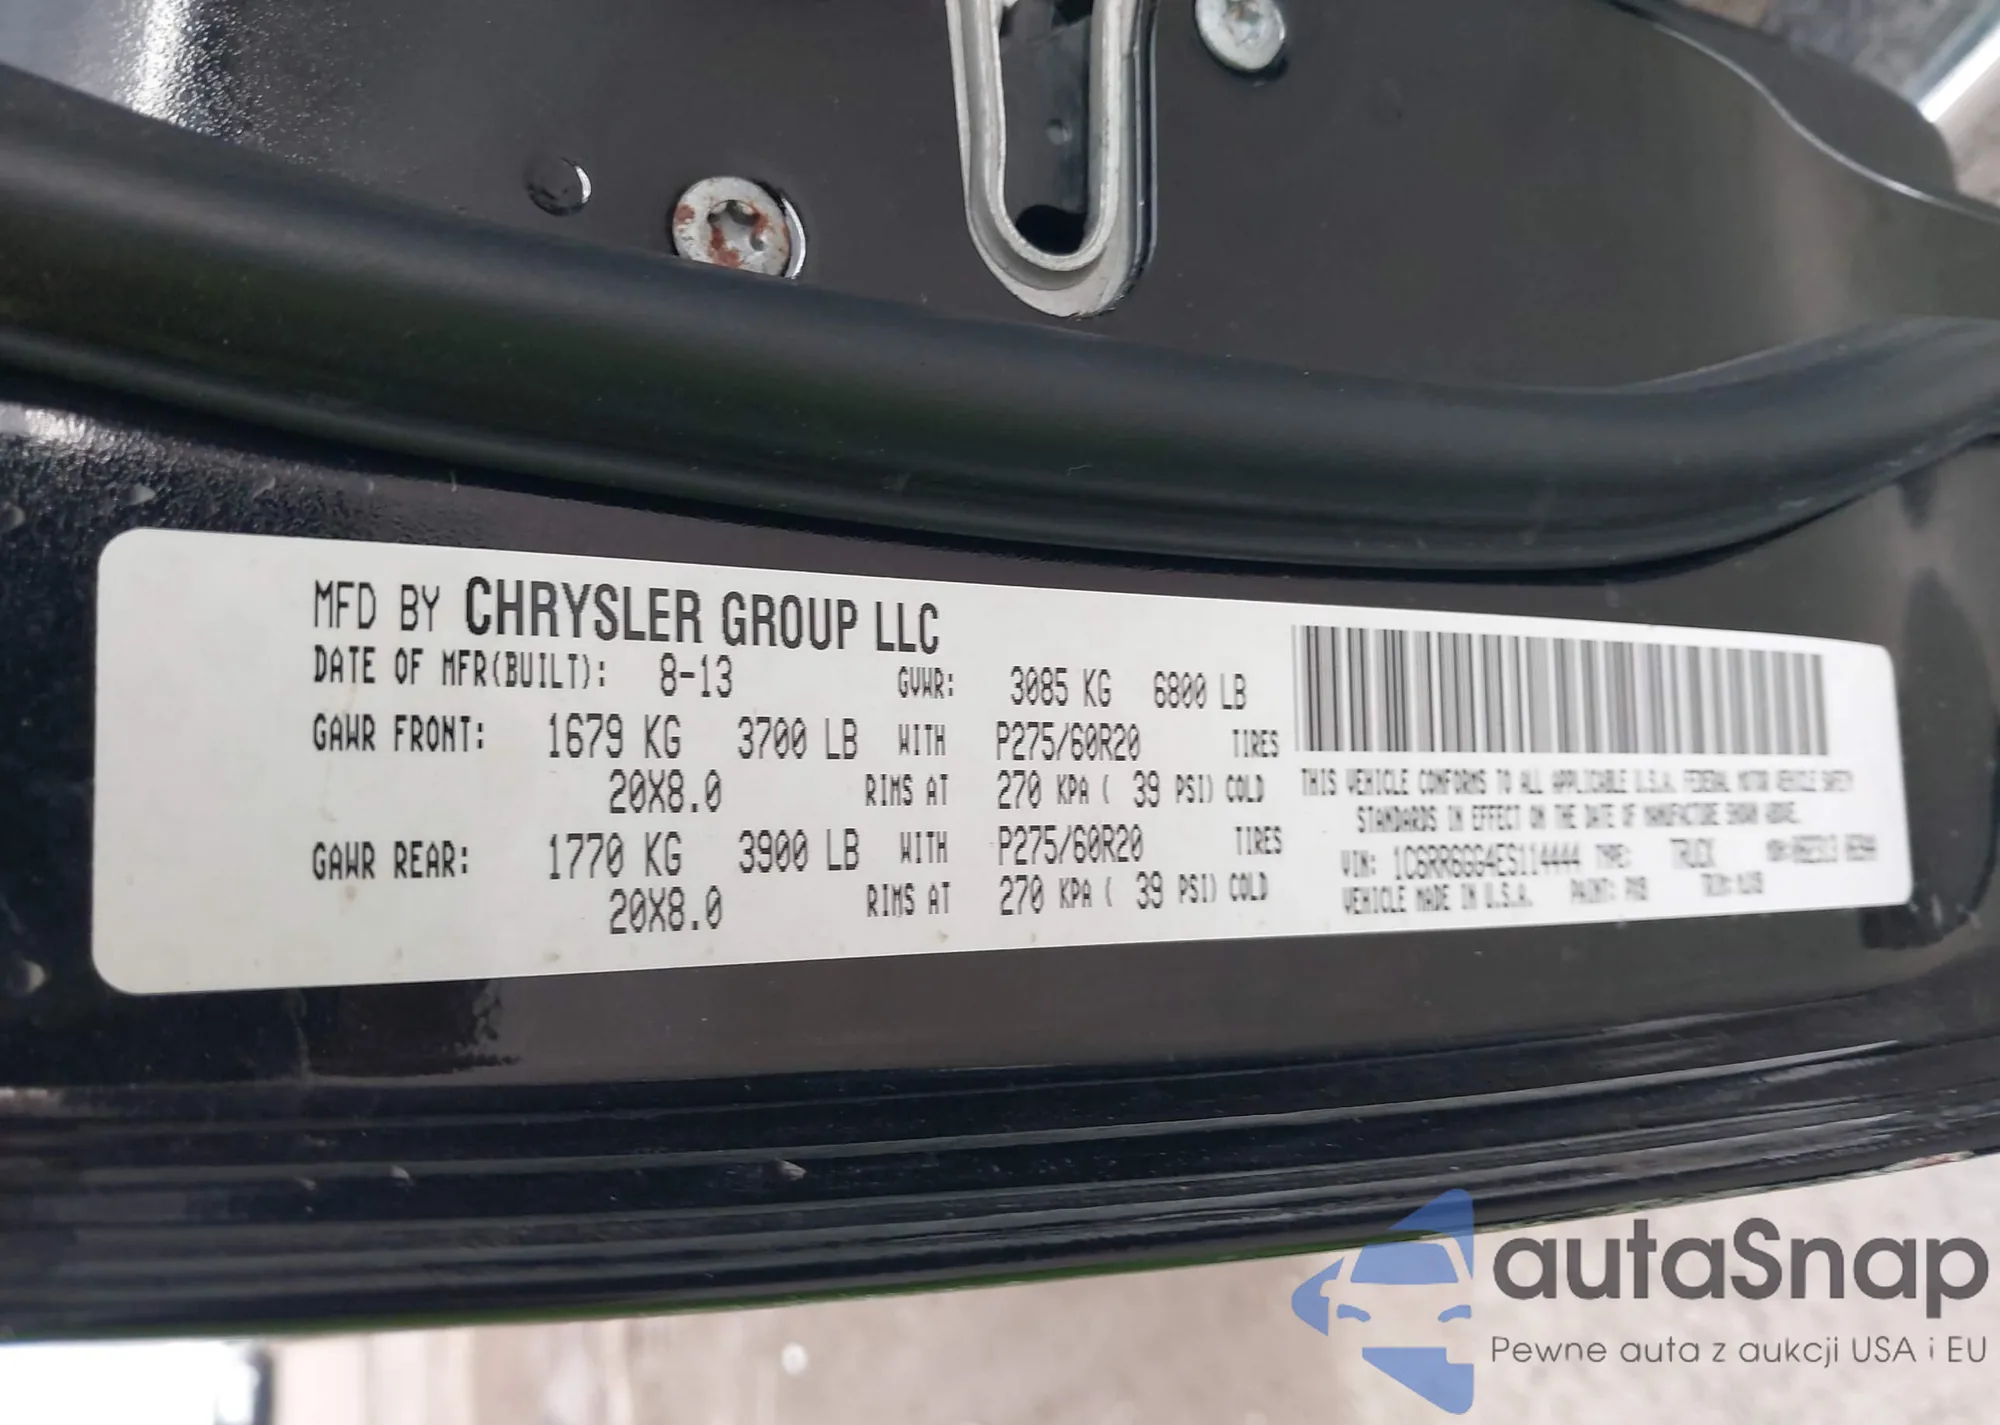 MFD BY CHRYSLER GROUP LLC
DATE OF MFR(BUILT): 8-13 GVWR: 3085 KG 6800 LB
GAWR FRONT: 1679 KG 3700 LB WITH P275/60R20 TIRES
20X8.0 RIMS AT 270 KPA ( 39 PSI) COLD
GAWR REAR: 1770 KG 3900 LB WITH P275/60R20 TIRES
20X8.0 RIMS AT 270 KPA ( 39 PSI) COLD
THIS VEHICLE CONFORMS TO ALL APPLICABLE U.S.A. FEDERAL MOTOR VEHICLE SAFETY
STANDARDS IN EFFECT ON THE DATE OF MANUFACTURE SHOWN ABOVE.
VIN: 1C6RR6GG4ES114444 TYPE: TRUCK
VEHICLE MADE IN U.S.A. PAINT: TRIM:
autaSnap
Pewne auta z aukcji USA i EU